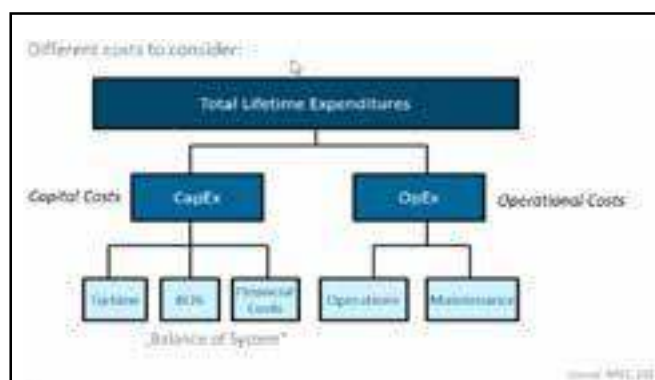 Different costs to consider:
Total Lifetime Expenditures
Capital Costs
CapEx
OpEx
Operational Costs
Turbine
BOS
Financial
Costs
Operations
Maintenance
„Balance of System"